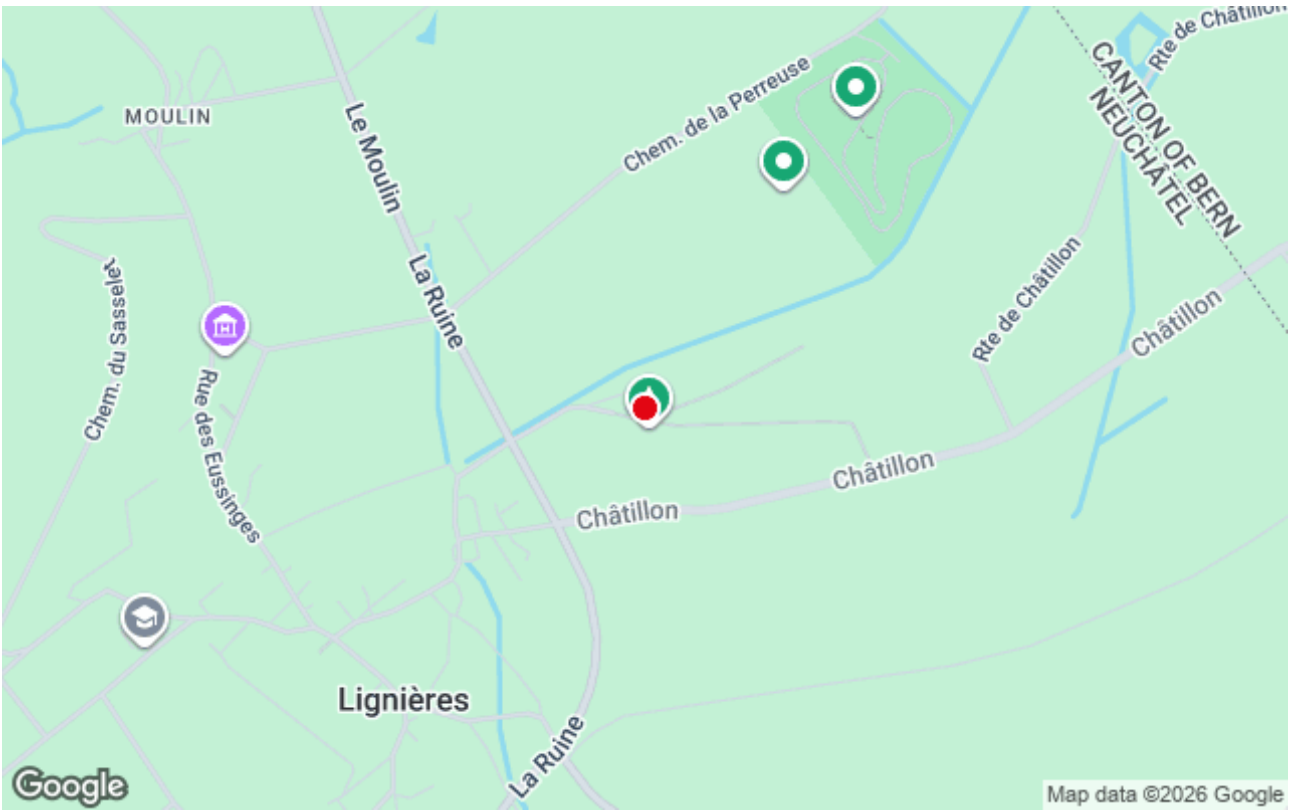 Rte de Châtillon
CANTON OF BERN
NEUCHÂTEL
Chem. de la Perreuse
MOULIN
Le Moulin
La Ruine
Chem. du Sasselet
Rue des Eussinges
Rte de Châtillon
Châtillon
Châtillon
Châtillon
Lignières
La Ruine
Google
Map data ©2026 Google